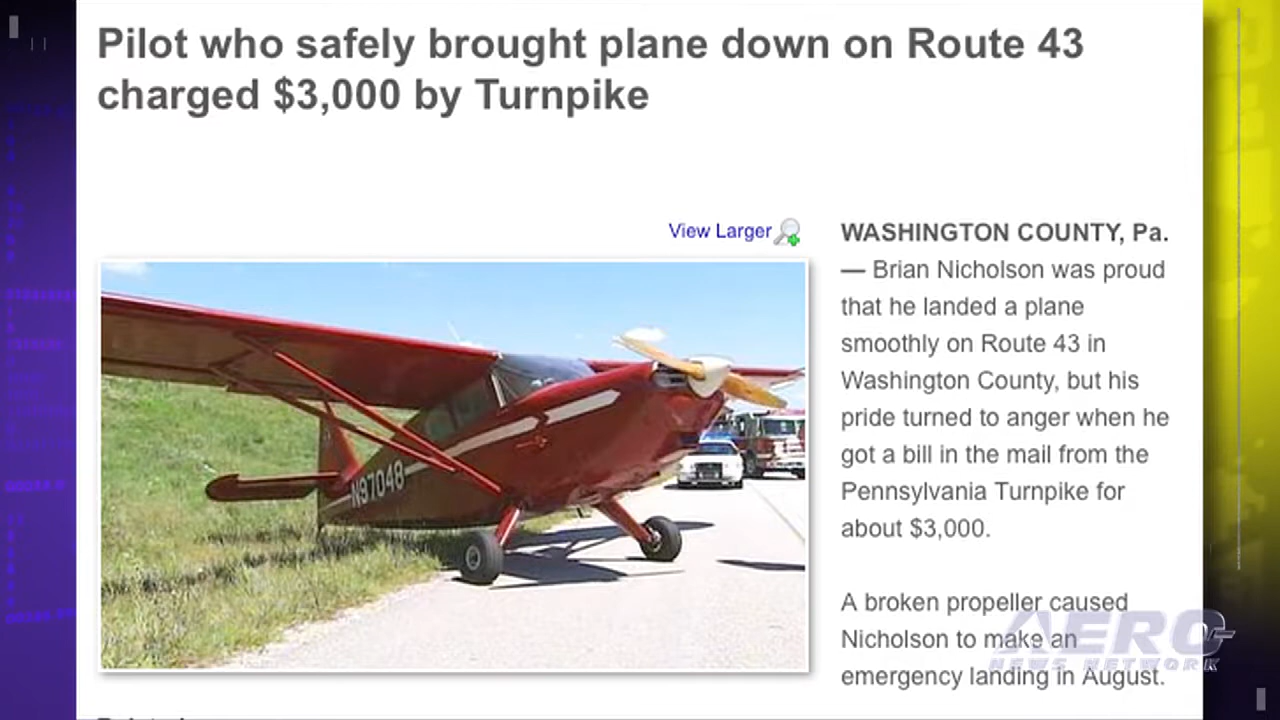 Pilot who safely brought plane down on Route 43
charged $3,000 by Turnpike
View Larger
N97048
WASHINGTON COUNTY, Pa.
— Brian Nicholson was proud
that he landed a plane
smoothly on Route 43 in
Washington County, but his
pride turned to anger when he
got a bill in the mail from the
Pennsylvania Turnpike for
about $3,000.
A broken propeller caused
Nicholson to make an
emergency landing in August.
AERO
NEWS NETWORK